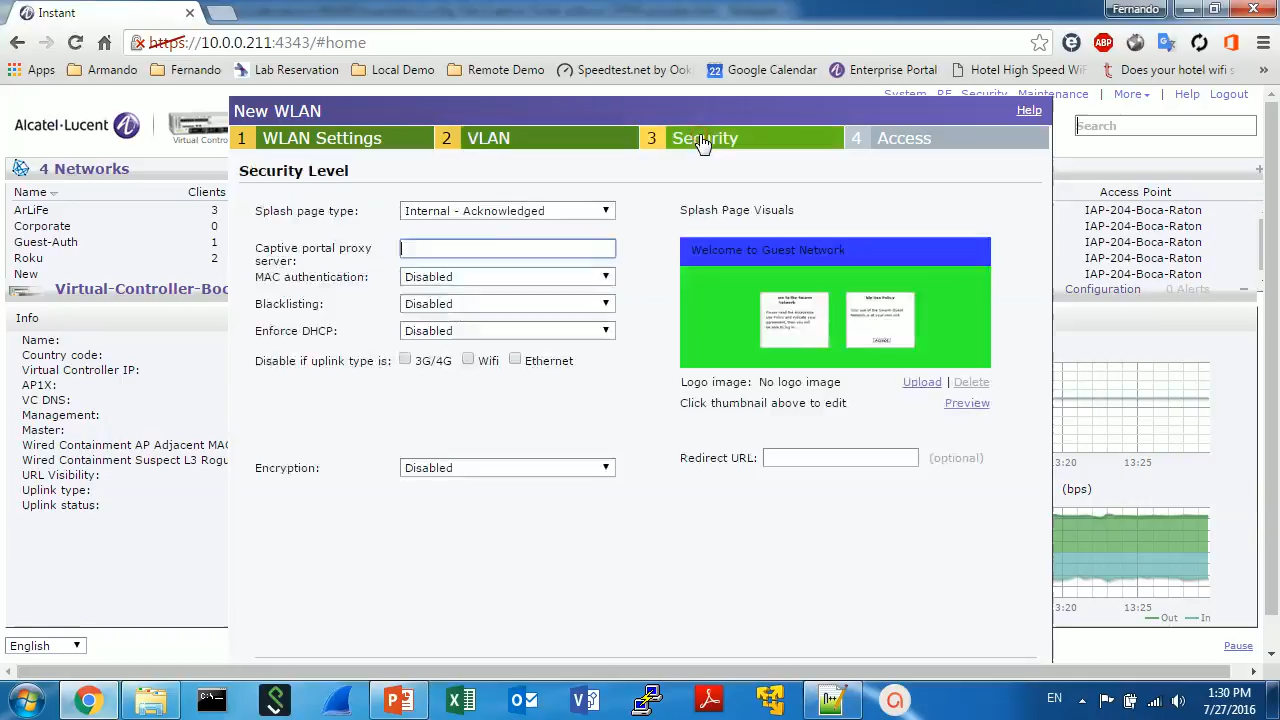 Instant
Fernando
https://10.0.0.211:4343/#home
ABP
Apps
Armando
Fernando
Lab Reservation
Local Demo
Remote Demo
Speedtest.net by Ook
22
Google Calendar
Enterprise Portal
Hotel High Speed WiF
Does your hotel wifi s
System
RF
Security
Maintenance
More
Help
Logout
Alcatel·Lucent
Virtual Contro
Search
New WLAN
Help
1 WLAN Settings
2 VLAN
3 Security
4 Access
4 Networks
Name
Clients
ArLiFe 3
Corporate 0
Guest-Auth 1
Roku 2
New
Virtual-Controller-Boc
Info
Name:
Country code:
Virtual Controller IP:
AP1X:
VC DNS:
Management:
Master:
Wired Containment AP Adjacent MAC
Wired Containment Suspect L3 Rogu
URL Visibility:
Uplink type:
Uplink status:
English
Security Level
Splash page type: Internal - Acknowledged
Captive portal proxy
server:
MAC authentication: Disabled
Blacklisting: Disabled
Enforce DHCP: Disabled
Disable if uplink type is: 3G/4G Wifi Ethernet
Encryption: Disabled
Splash Page Visuals
Welcome to Guest Network
Logo image: No logo image
Upload | Delete
Click thumbnail above to edit
Preview
Redirect URL: (optional)
Access Point
IAP-204-Boca-Raton
IAP-204-Boca-Raton
IAP-204-Boca-Raton
IAP-204-Boca-Raton
IAP-204-Boca-Raton
Configuration
0 Alerts
13:20
13:25
(bps)
13:20
13:25
Out
In
Pause
EN
1:30 PM
7/27/2016